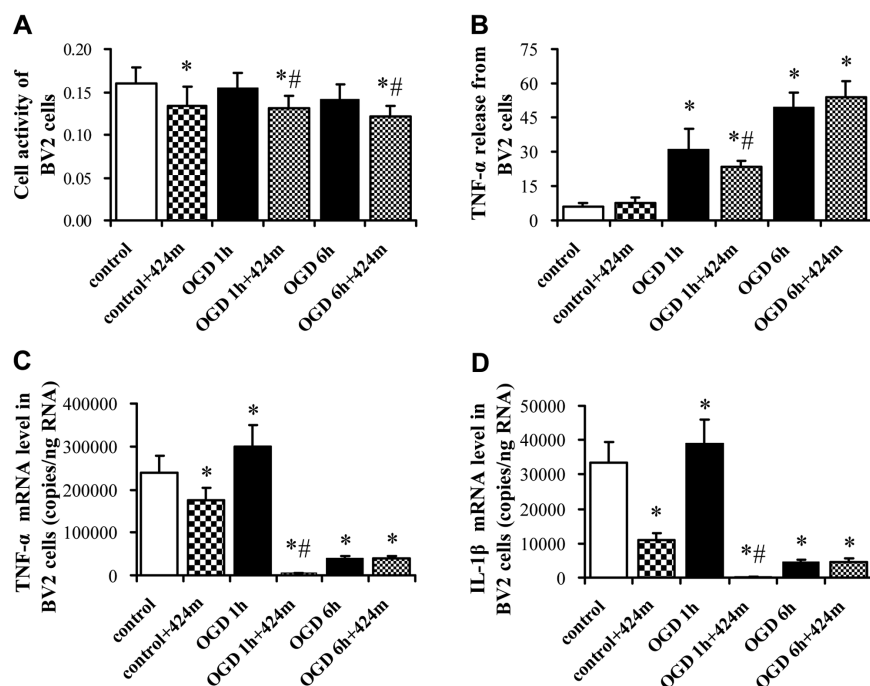 A
Cell activity of
BV2 cells
0.20
0.15
0.10
0.05
0.00
*
*#
*#
control
control+424m
OGD 1h
OGD 1h+424m
OGD 6h
OGD 6h+424m
B
TNF-α release from
BV2 cells
75
60
45
30
15
0
*
*#
*
*
control
control+424m
OGD 1h
OGD 1h+424m
OGD 6h
OGD 6h+424m
C
TNF-α mRNA level in
BV2 cells (copies/ng RNA)
400000
300000
200000
100000
0
*
*
*#
*
*
control
control+424m
OGD 1h
OGD 1h+424m
OGD 6h
OGD 6h+424m
D
IL-1β mRNA level in
BV2 cells (copies/ng RNA)
50000
40000
30000
20000
10000
0
*
*
*#
*
*
control
control+424m
OGD 1h
OGD 1h+424m
OGD 6h
OGD 6h+424m